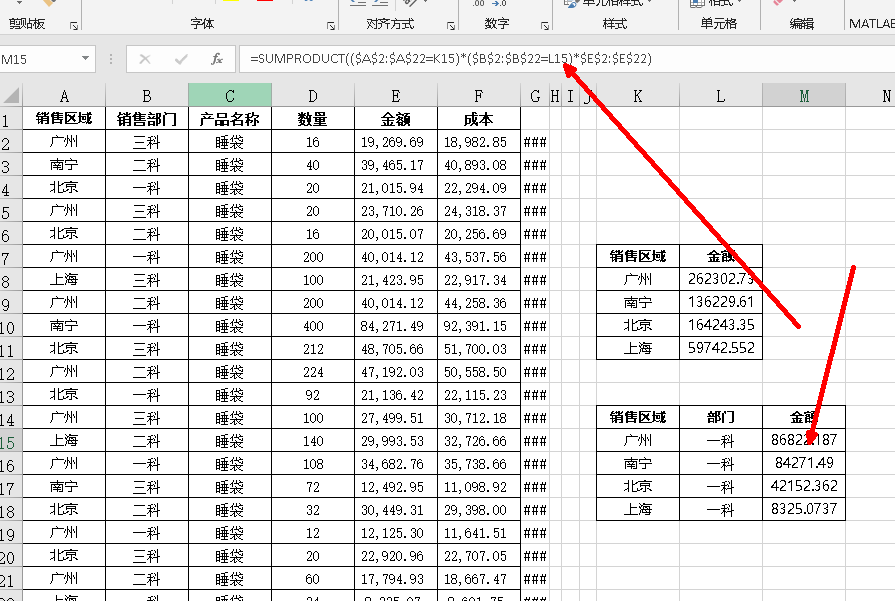 剪贴板 字体 对齐方式 数字 样式 单元格 编辑 MATLAB
M15 fx =SUMPRODUCT(($A$2:$A$22=K15)*($B$2:$B$22=L15)*$E$2:$E$22)
A B C D E F G H I J K L M N
1 销售区域 销售部门 产品名称 数量 金额 成本
2 广州 三科 睡袋 16 19,269.69 18,982.85 ###
3 南宁 二科 睡袋 40 39,465.17 40,893.08 ###
4 北京 一科 睡袋 20 21,015.94 22,294.09 ###
5 广州 三科 睡袋 20 23,710.26 24,318.37 ###
6 北京 二科 睡袋 16 20,015.07 20,256.69 ###
7 广州 一科 睡袋 200 40,014.12 43,537.56 ### 销售区域 金额
8 上海 三科 睡袋 100 21,423.95 22,917.34 ### 广州 262302.73
9 广州 二科 睡袋 200 40,014.12 44,258.36 ### 南宁 136229.61
10 南宁 一科 睡袋 400 84,271.49 92,391.15 ### 北京 164243.35
11 北京 三科 睡袋 212 48,705.66 51,700.03 ### 上海 59742.552
12 广州 二科 睡袋 224 47,192.03 50,558.50 ###
13 北京 一科 睡袋 92 21,136.42 22,115.23 ###
14 广州 三科 睡袋 100 27,499.51 30,712.18 ### 销售区域 部门 金额
15 上海 二科 睡袋 140 29,993.53 32,726.66 ### 广州 一科
16 广州 一科 睡袋 108 34,682.76 35,738.66 ### 南宁 一科 84271.49
17 南宁 三科 睡袋 72 12,492.95 11,098.92 ### 北京 一科 42152.362
18 北京 二科 睡袋 32 30,449.31 29,398.00 ### 上海 一科 8325.0737
19 广州 一科 睡袋 12 12,125.30 11,641.51 ###
20 北京 三科 睡袋 20 22,920.96 22,707.05 ###
21 广州 二科 睡袋 60 17,794.93 18,667.47 ###